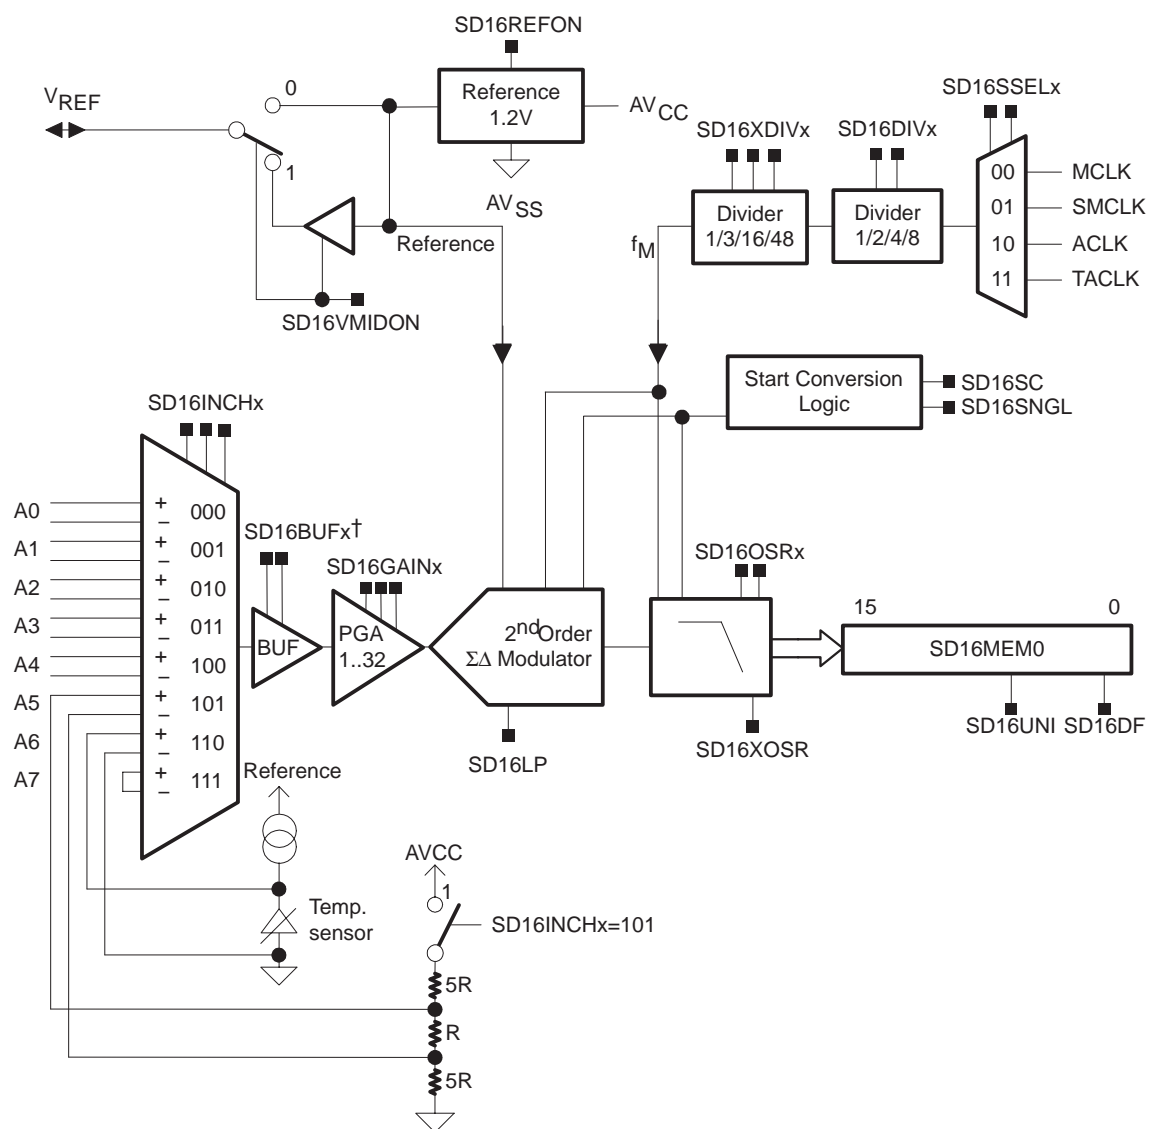 SD16REFON
VREF
0
Reference
1.2V
AVCC
AVSS
1
Reference
SD16VMIDON
SD16SSELx
SD16XDIVx
SD16DIVx
fM
Divider
1/3/16/48
Divider
1/2/4/8
00
MCLK
01
SMCLK
10
ACLK
11
TACLK
Start Conversion
Logic
SD16SC
SD16SNGL
SD16INCHx
A0
+
−
000
A1
+
−
001
A2
+
−
010
A3
+
−
011
A4
+
−
100
A5
+
−
101
A6
+
−
110
A7
+
−
111
SD16BUFx†
BUF
SD16GAINx
PGA
1..32
2nd Order
ΣΔ Modulator
SD16LP
SD16OSRx
SD16XOSR
15
0
SD16MEM0
SD16UNI
SD16DF
Reference
Temp.
sensor
AVCC
1
SD16INCHx=101
5R
R
5R